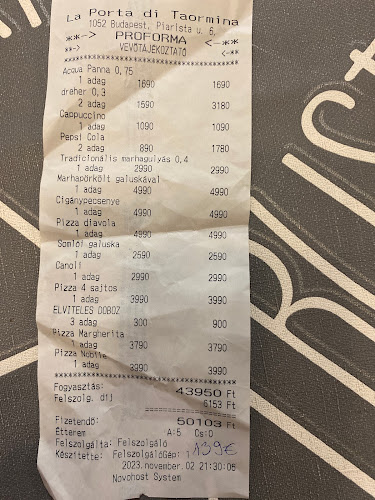 La Porta di Taormina
1052 Budapest, Piarista u. 6.
**-> PROFORMA <-**
**-> VEVŐTÁJÉKOZTATÓ <-**
Acqua Panna 0,75
1 adag 1690 1690
dreher 0,3
2 adag 1590 3180
Cappuccino
1 adag 1090 1090
Pepsi Cola
2 adag 890 1780
Tradicionális marhagulyás 0,4
1 adag 2990 2990
Marhapörkölt galuskával
1 adag 4990 4990
Cigánypecsenye
1 adag 4990 4990
Pizza diavola
1 adag 4990 4990
Somlói galuska
1 adag 2590 2590
Canoli
1 adag 2990 2990
Pizza 4 sajtos
1 adag 3990 3990
ELVITELES DOBOZ
3 adag 300 900
Pizza Margherita
1 adag 3790 3790
Pizza Nobile
1 adag 3990 3990
Fogyasztás: 43950 Ft
Felszolg. díj 6153 Ft
Fizetendő: 50103 Ft
Étterem A:5 Cs:0
Felszolgálta: Felszolgáló 139€
Készítette: FelszolgálóGép:
2023.november. 02 21:30:06
Novohost System